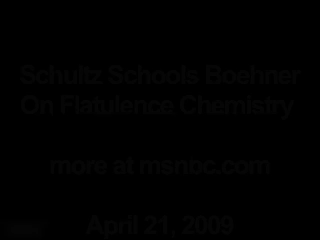 Schultz Schools Boehner
On Flatulence Chemistry
more at msnbc.com
April 21, 2009